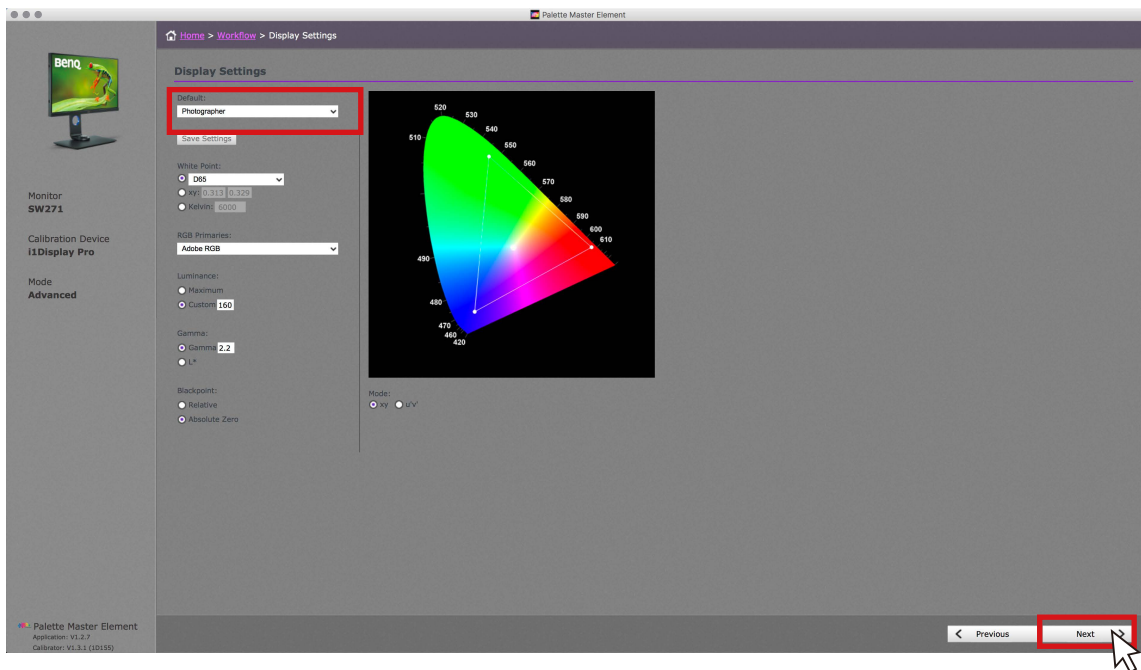 Palette Master Element
Home > Workflow > Display Settings
BenQ
Monitor
SW271
Calibration Device
i1Display Pro
Mode
Advanced
Display Settings
Default:
Photographer
Save Settings
White Point:
D65
xy: 0.313 0.329
Kelvin: 6000
RGB Primaries:
Adobe RGB
Luminance:
Maximum
Custom 160
Gamma:
Gamma 2.2
L*
Blackpoint:
Relative
Absolute Zero
520
530
540
510
550
560
570
580
590
600
610
490
480
470
460
420
Mode:
xy u'v'
Palette Master Element
Application: V1.2.7
Calibrator: V1.3.1 (10155)
Previous
Next